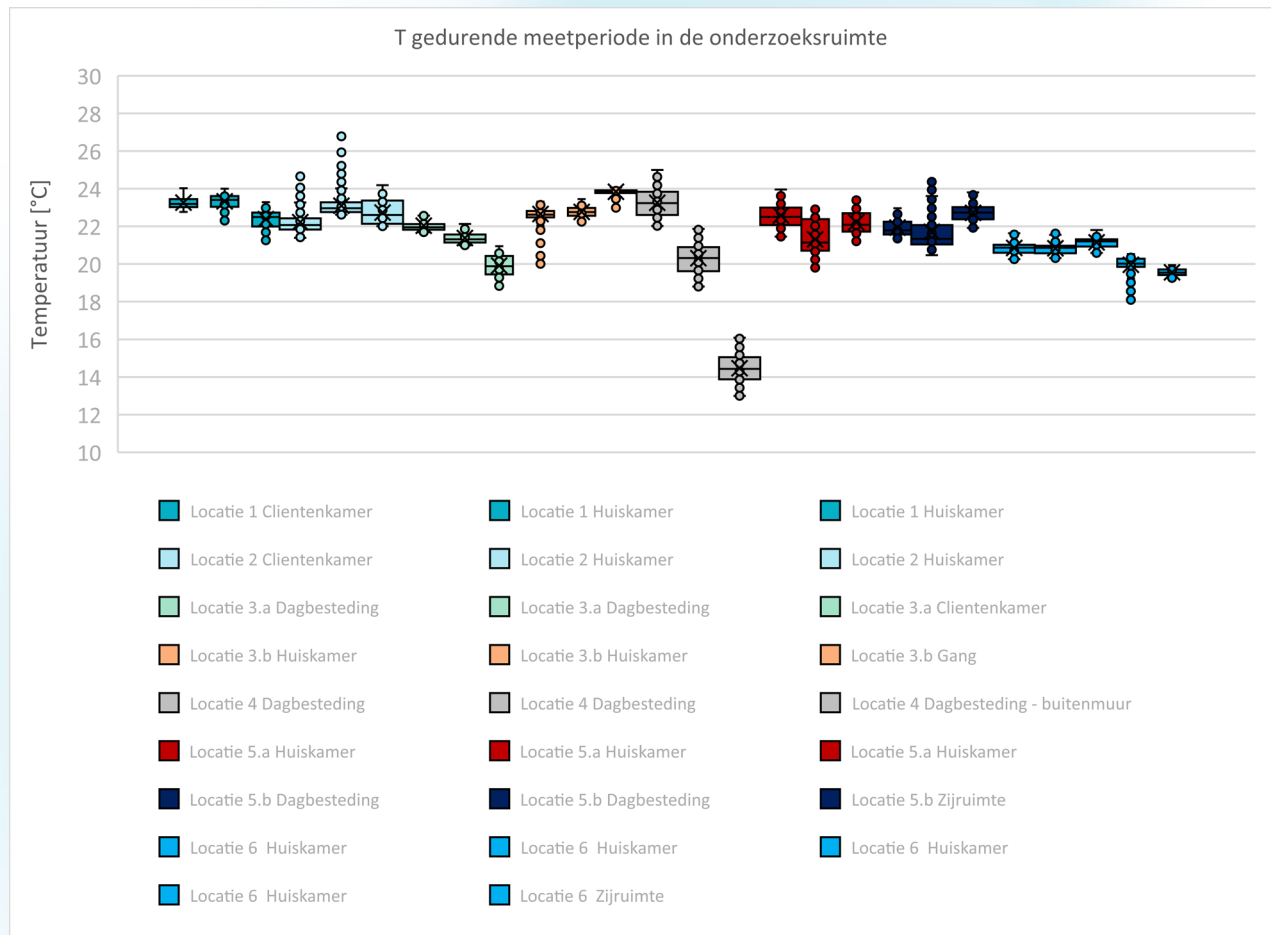 T gedurende meetperiode in de onderzoeksruimte
Temperatuur [°C]
30
28
26
24
22
20
18
16
14
12
10
Locatie 1 Clientenkamer
Locatie 1 Huiskamer
Locatie 1 Huiskamer
Locatie 2 Clientenkamer
Locatie 2 Huiskamer
Locatie 2 Huiskamer
Locatie 3.a Dagbesteding
Locatie 3.a Dagbesteding
Locatie 3.a Clientenkamer
Locatie 3.b Huiskamer
Locatie 3.b Huiskamer
Locatie 3.b Gang
Locatie 4 Dagbesteding
Locatie 4 Dagbesteding
Locatie 4 Dagbesteding - buitenmuur
Locatie 5.a Huiskamer
Locatie 5.a Huiskamer
Locatie 5.a Huiskamer
Locatie 5.b Dagbesteding
Locatie 5.b Dagbesteding
Locatie 5.b Zijruimte
Locatie 6  Huiskamer
Locatie 6  Huiskamer
Locatie 6  Huiskamer
Locatie 6  Huiskamer
Locatie 6  Zijruimte